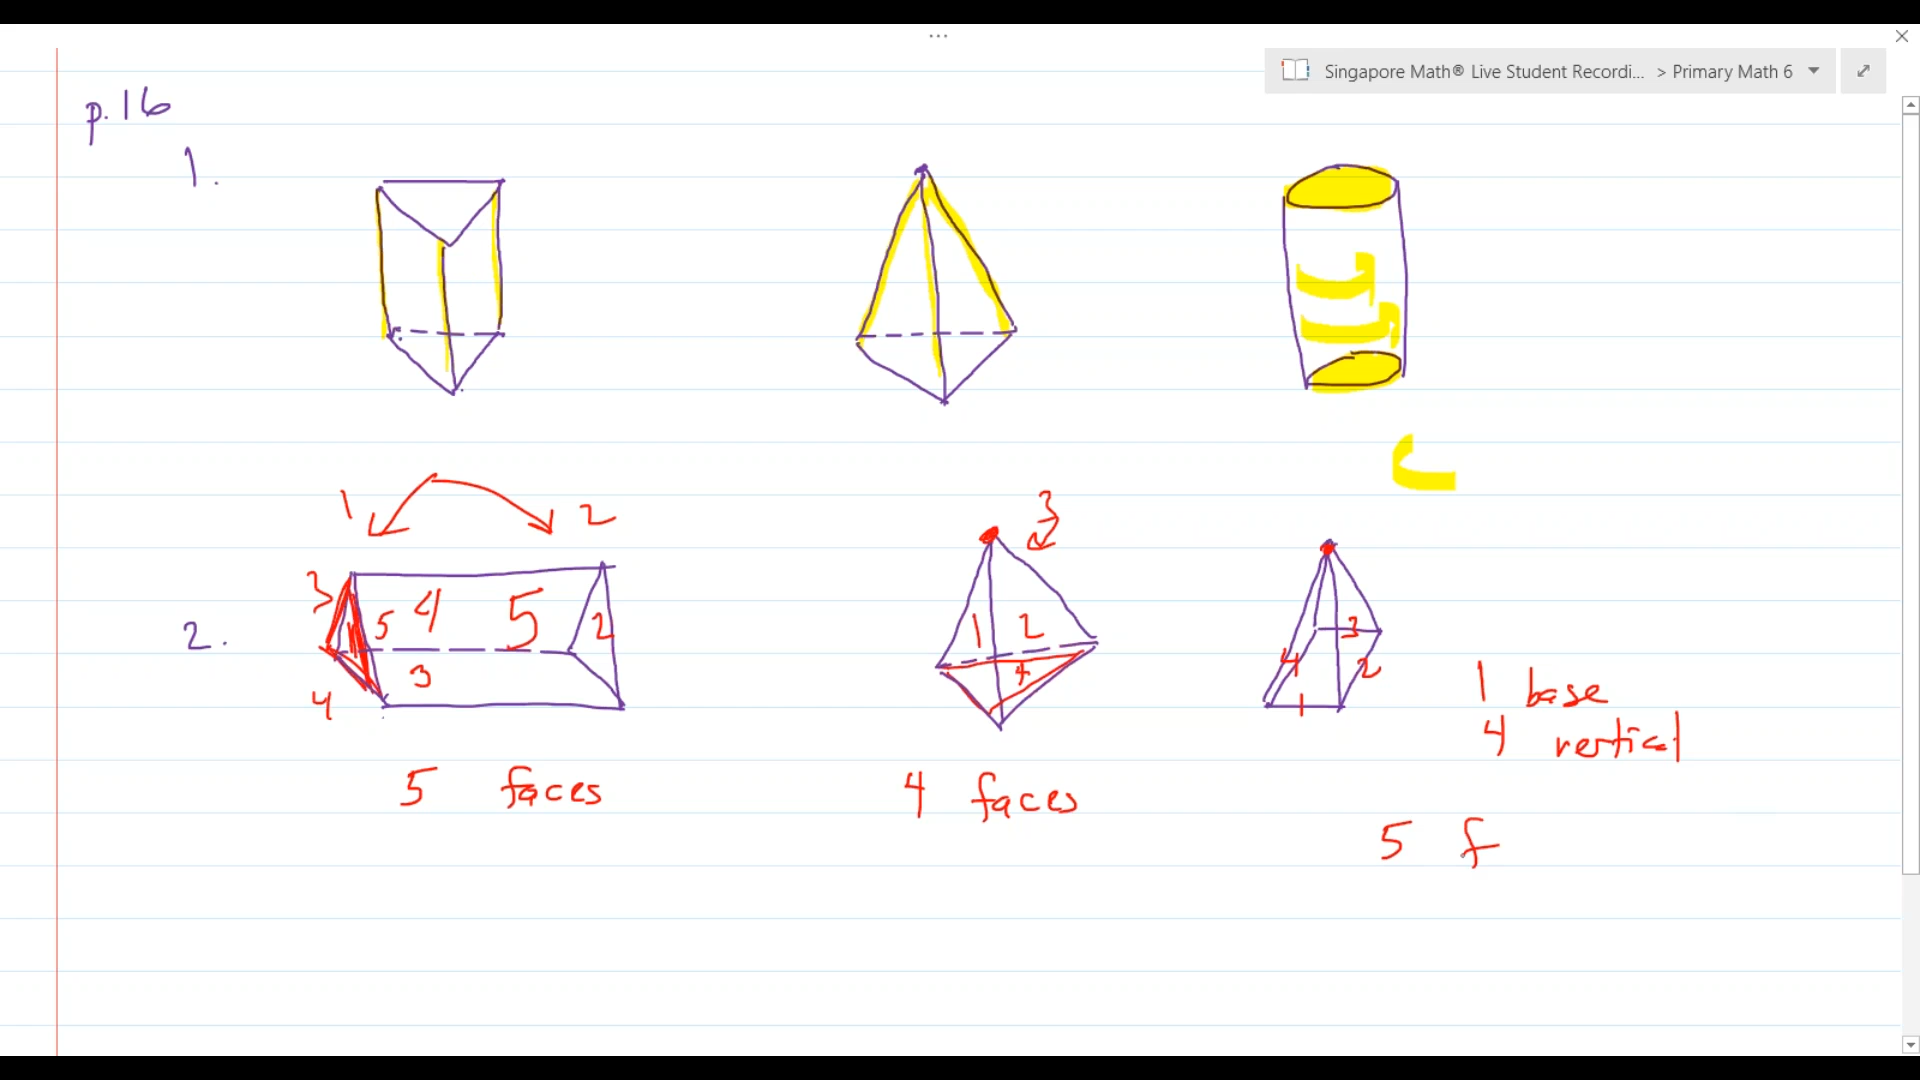 Singapore Math® Live Student Recordi... > Primary Math 6
p. 16
1.
1 2
3
2.
3 5 4 5 2
1
4 3
1 2
4
3
4 2
1
1 base
4 vertical
5 faces
4 faces
5 f